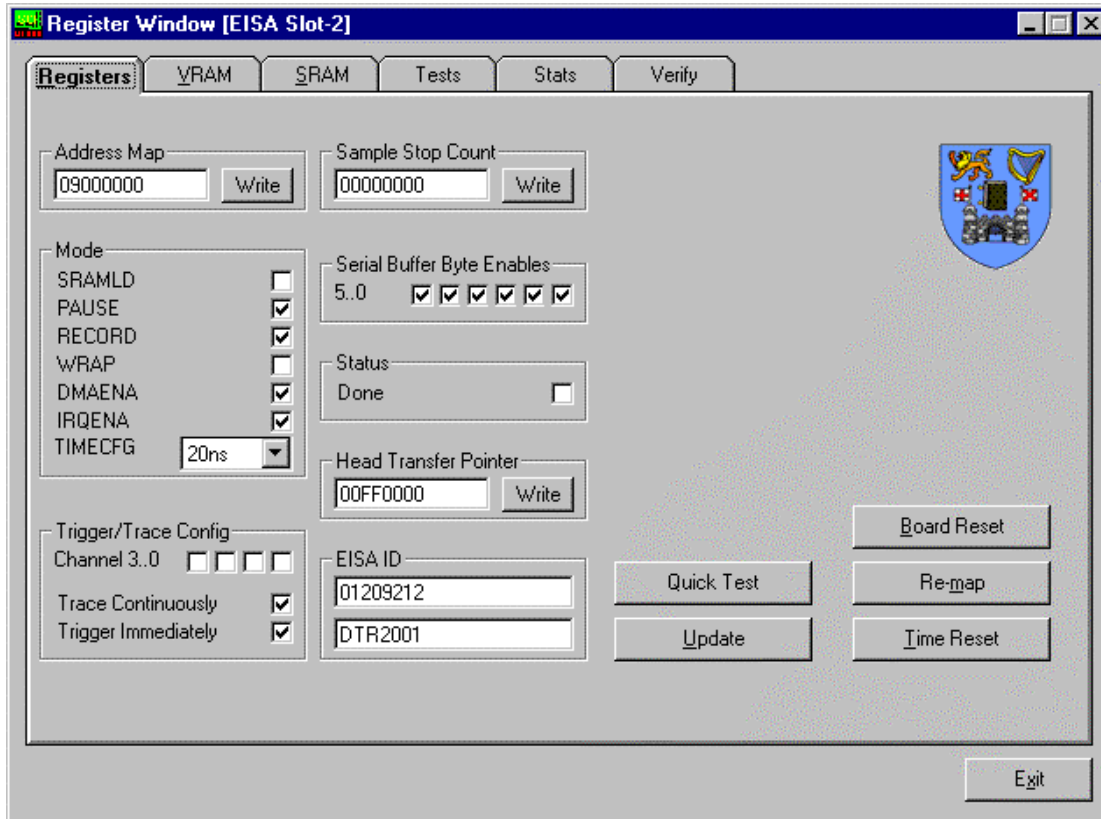 Register Window [EISA Slot-2]
Registers
VRAM
SRAM
Tests
Stats
Verify
Address Map
09000000
Write
Sample Stop Count
00000000
Write
Mode
SRAMLD
PAUSE
RECORD
WRAP
DMAENA
IRQENA
TIMECFG
20ns
Serial Buffer Byte Enables
5..0
Status
Done
Head Transfer Pointer
00FF0000
Write
Trigger/Trace Config
Channel 3..0
Trace Continuously
Trigger Immediately
EISA ID
01209212
DTR2001
Quick Test
Update
Board Reset
Re-map
Time Reset
Exit